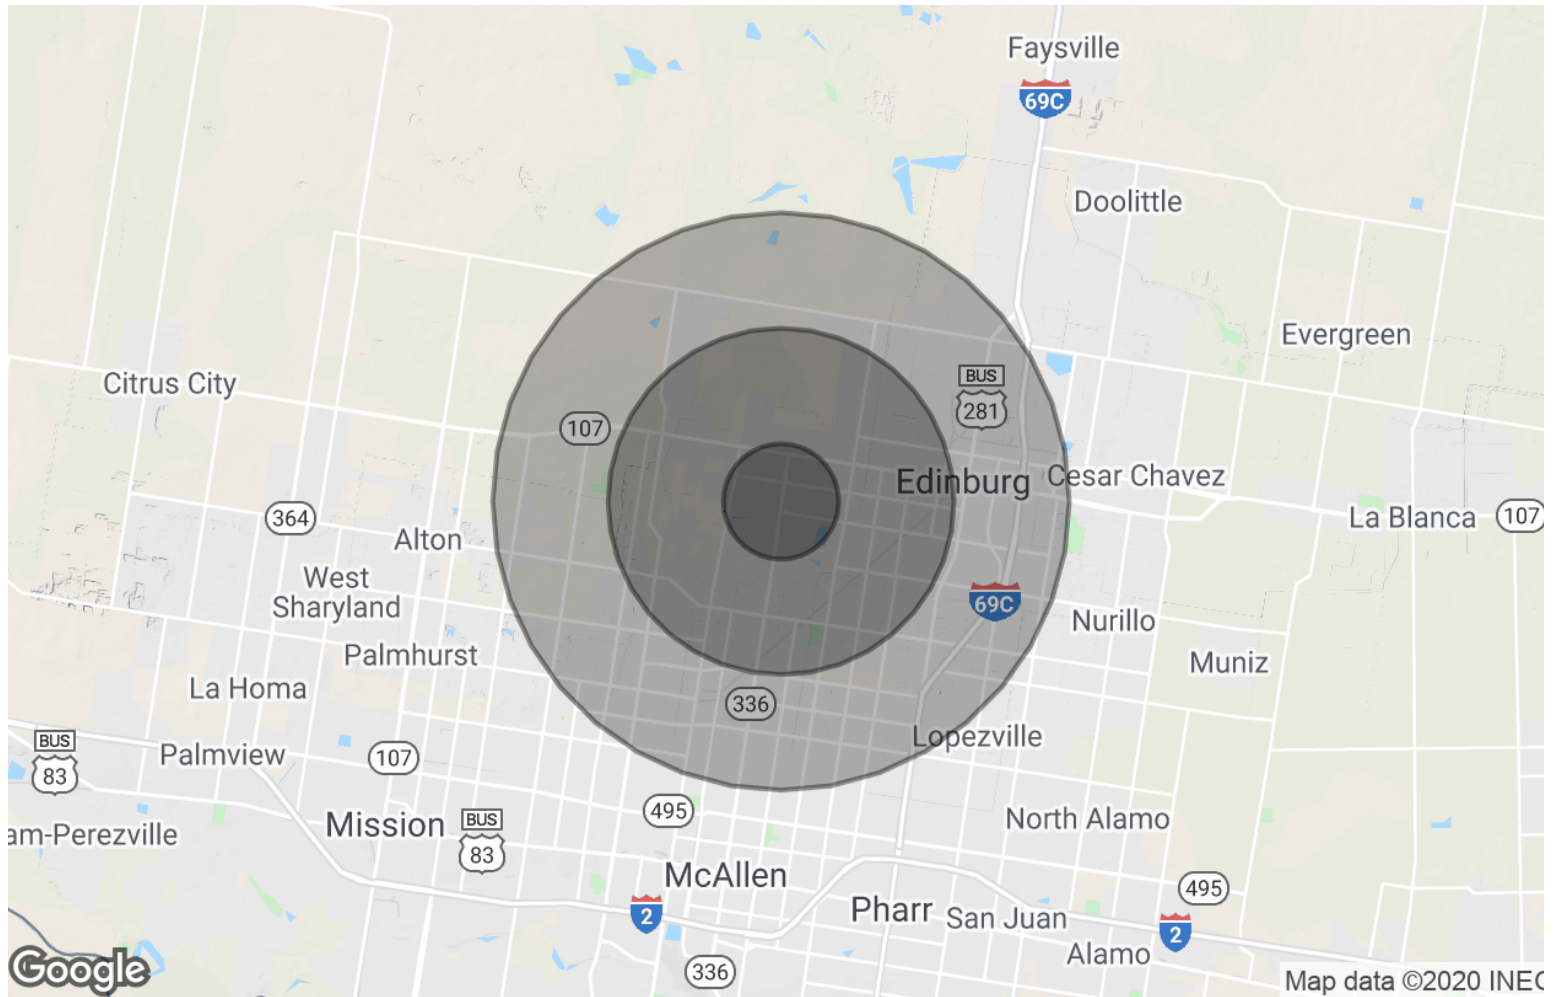 Faysville
69C
Doolittle
Evergreen
Citrus City
BUS
281
107
Edinburg
Cesar Chavez
364
La Blanca
107
Alton
West
Sharyland
69C
Nurillo
Palmhurst
Muniz
La Homa
336
Lopezville
BUS
83
Palmview
107
495
North Alamo
am-Perezville
Mission
BUS
83
McAllen
495
Pharr
San Juan
2
2
Alamo
336
Google
Map data ©2020 INEG